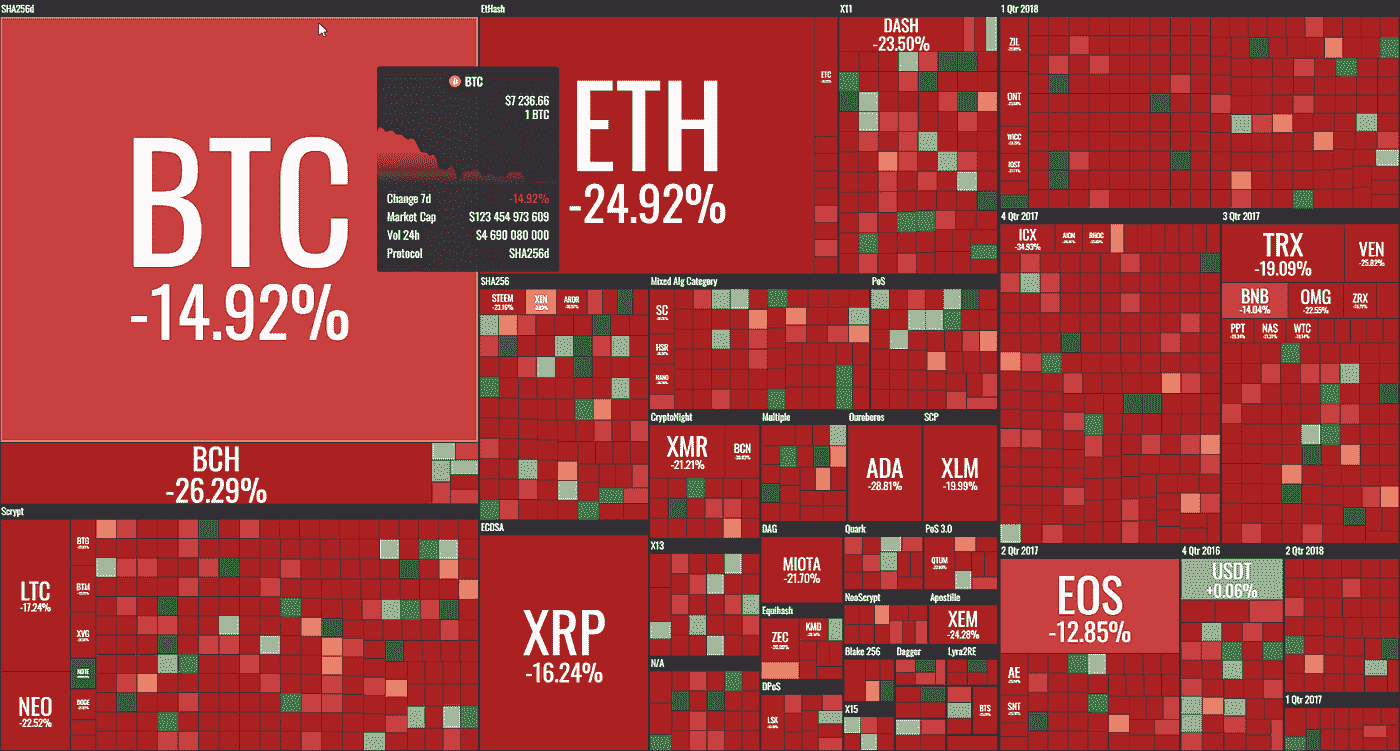 SHA256d
EtHash
X11
1 Qtr 2018
BTC
-14.92%
BTC
$7 236.66
1 BTC
Change 7d
-14.92%
Market Cap
$123 454 973 609
Vol 24h
$4 690 080 000
Protocol
SHA256d
ETH
-24.92%
ETC
DASH
-23.50%
ZIL
ONT
WICC
IOST
4 Qtr 2017
3 Qtr 2017
ICX
-34.93%
AION
RHOC
TRX
-19.09%
VEN
-25.82%
BNB
-14.04%
OMG
-22.55%
ZRX
PPT
NAS
WTC
SHA256
Mixed Alg Category
PoS
STEEM
XEN
ARDR
SC
HSR
NANO
BCH
-26.29%
CryptoNight
Multiple
Ouroboros
SCP
XMR
-21.21%
BCN
ADA
-28.81%
XLM
-19.99%
Scrypt
LTC
-17.24%
BTG
BTM
XVG
NOTE
DOGE
NEO
-22.52%
ECDSA
XRP
-16.24%
X13
N/A
DAG
Quark
PoS 3.0
MIOTA
-21.70%
QTUM
Equihash
NeoScrypt
Apostille
ZEC
KMD
XEM
-24.28%
Blake 256
Dagger
Lyra2RE
DPoS
LSK
X15
BTS
2 Qtr 2017
4 Qtr 2016
2 Qtr 2018
EOS
-12.85%
USDT
+0.06%
AE
SNT
1 Qtr 2017